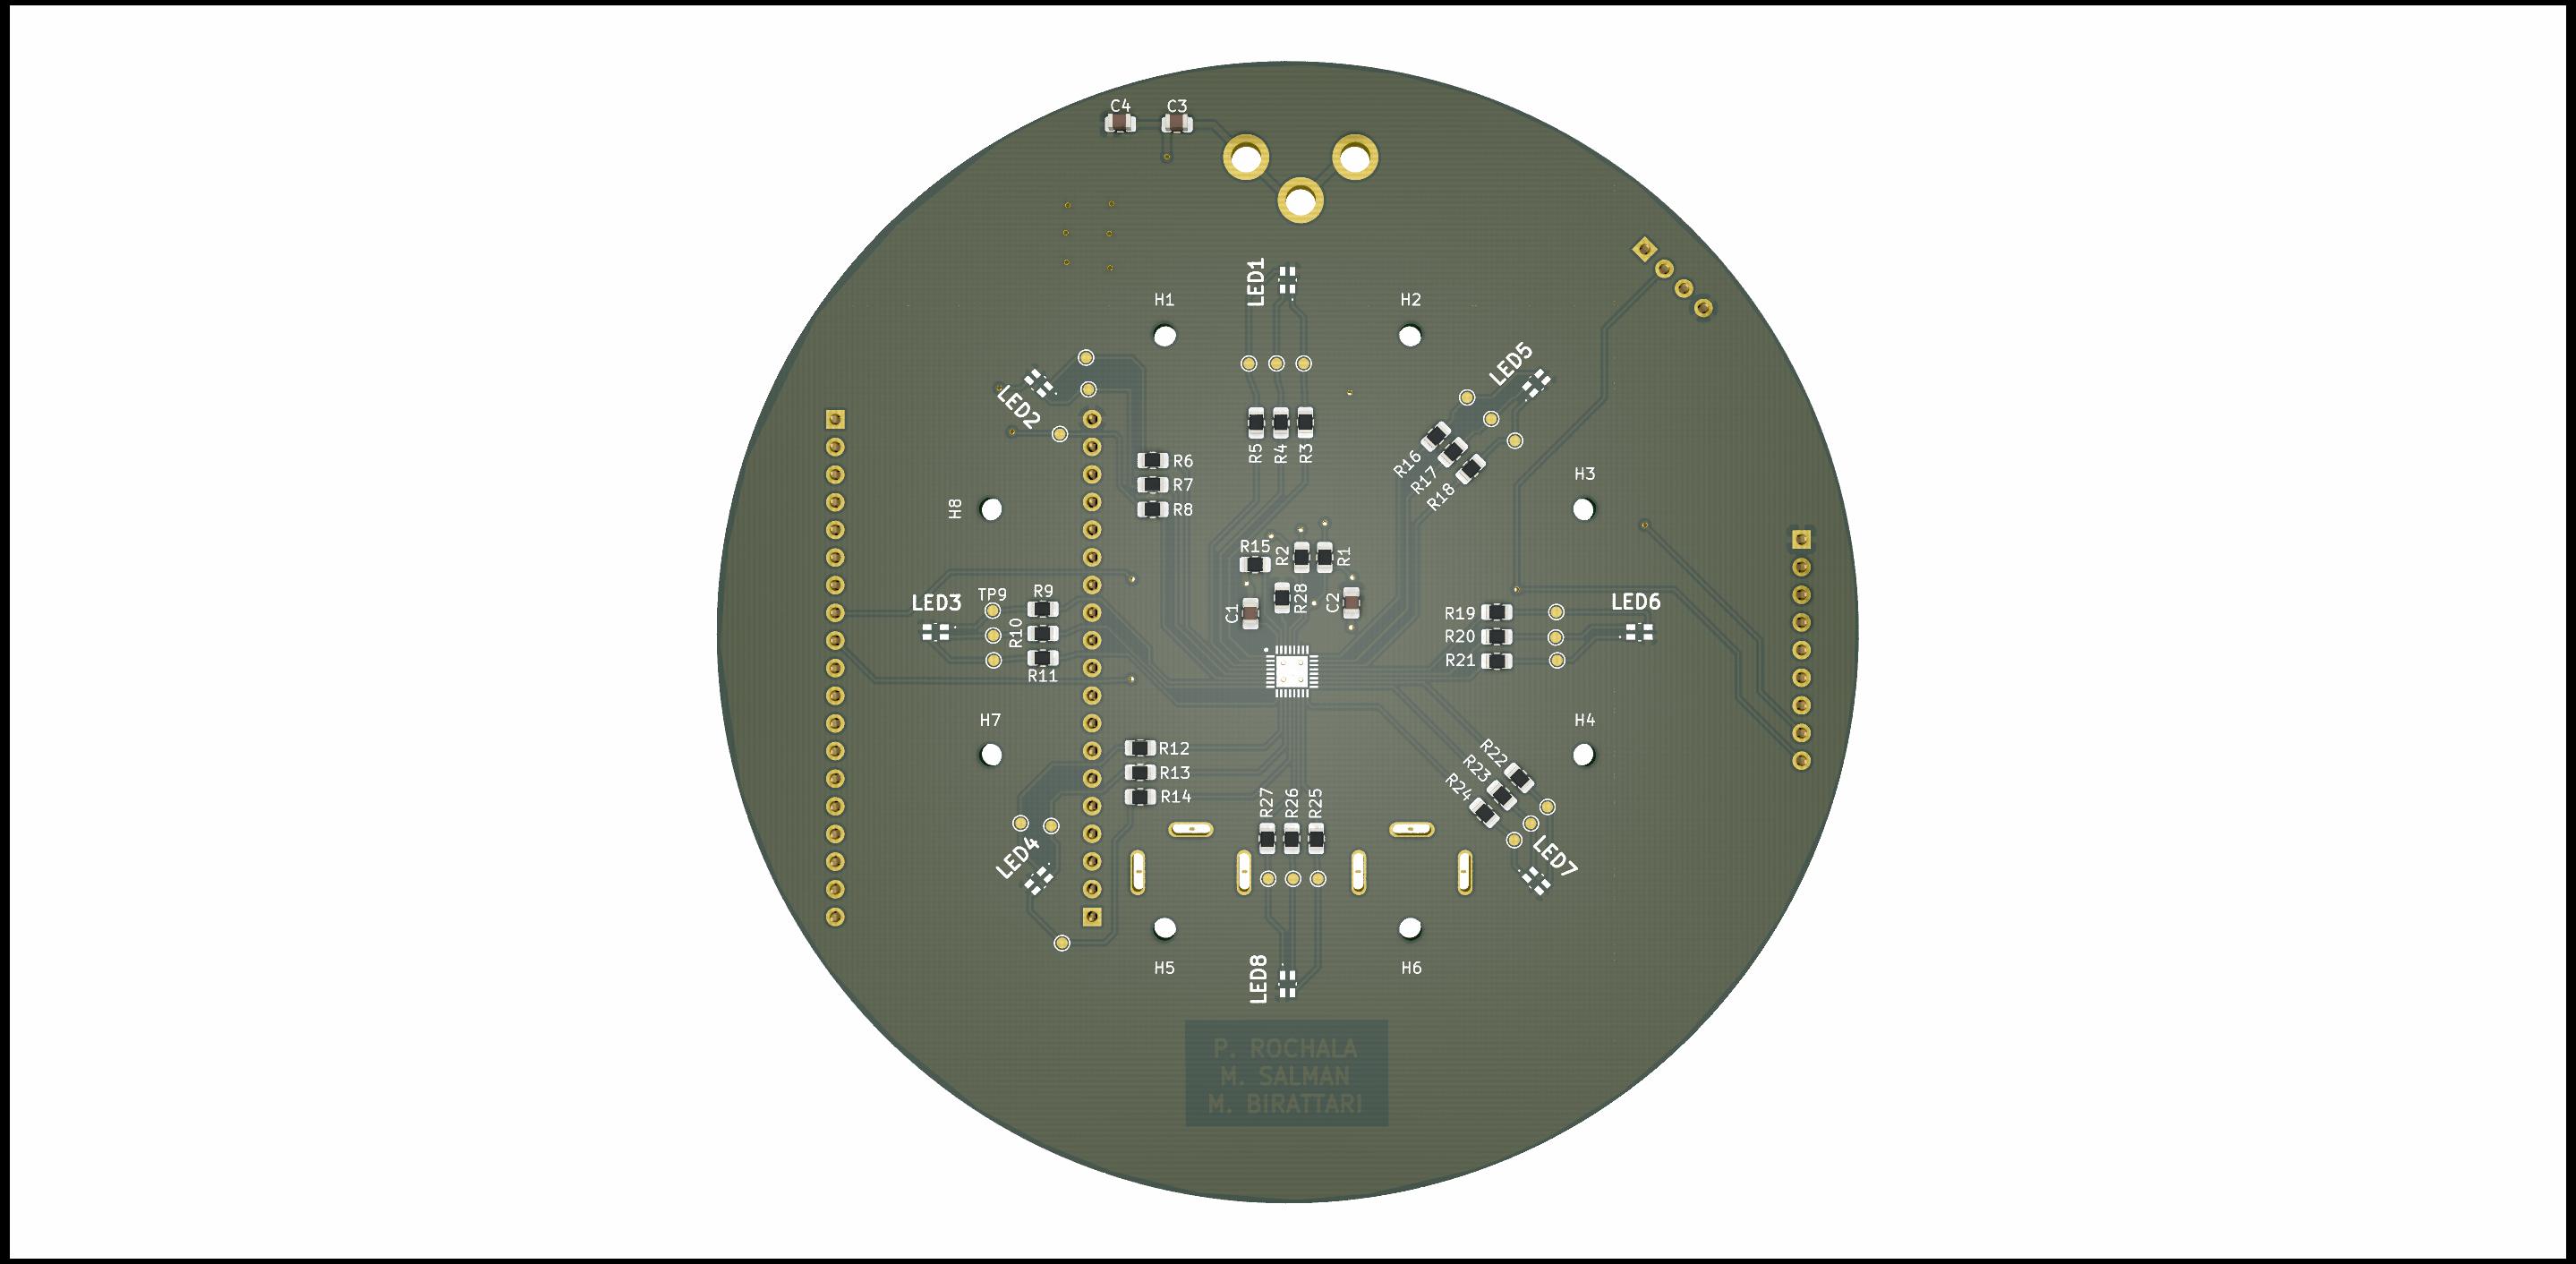 C4 C3
LED1
H1 H2
LED5
LED2
R5 R4 R3
R16
R17
R18
R6
R7
R8
H3
H8
R15 R2 R1
R28
C1 C2
LED3 TP9 R9
R10
R11
R19
R20
R21
LED6
H7 H4
R12
R13
R14
R22
R23
R24
R27 R26 R25
LED4
LED7
H5 H6
LED8
P. ROCHALA
M. SALMAN
M. BIRATTARI